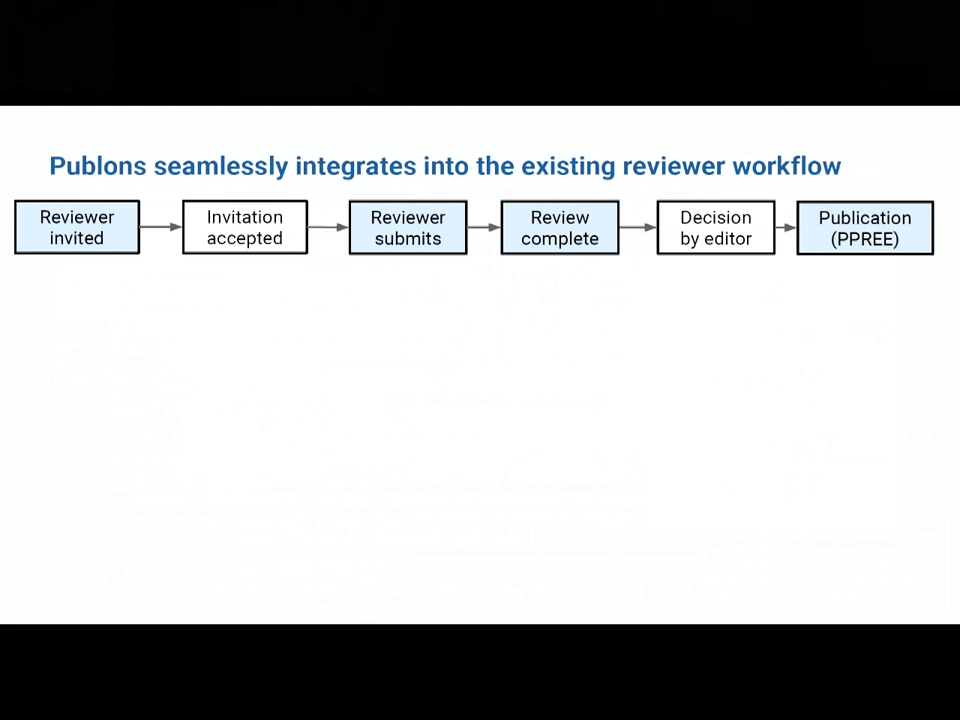 Publons seamlessly integrates into the existing reviewer workflow
Reviewer
invited
Invitation
accepted
Reviewer
submits
Review
complete
Decision
by editor
Publication
(PPREE)